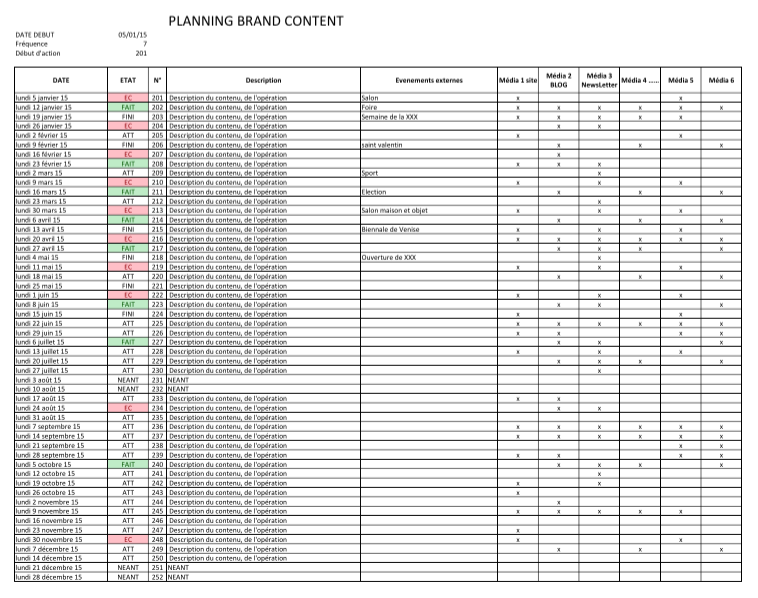 PLANNING BRAND CONTENT
DATE DEBUT 05/01/15
Fréquence 7
Début d'action 201
DATE ETAT N° Description Evenements externes Média 1 site Média 2 BLOG Média 3 NewsLetter Média 4 ..... Média 5 Média 6
lundi 5 janvier 15 EC 201 Description du contenu, de l'opération Salon x x
lundi 12 janvier 15 FAIT 202 Description du contenu, de l'opération Foire x x x x x x
lundi 19 janvier 15 FINI 203 Description du contenu, de l'opération Semaine de la XXX x x x x x
lundi 26 janvier 15 EC 204 Description du contenu, de l'opération x x
lundi 2 février 15 ATT 205 Description du contenu, de l'opération x x
lundi 9 février 15 FINI 206 Description du contenu, de l'opération saint valentin x x x
lundi 16 février 15 EC 207 Description du contenu, de l'opération x
lundi 23 février 15 FAIT 208 Description du contenu, de l'opération x x x
lundi 2 mars 15 ATT 209 Description du contenu, de l'opération Sport x
lundi 9 mars 15 EC 210 Description du contenu, de l'opération x x x
lundi 16 mars 15 FAIT 211 Description du contenu, de l'opération Election x x x
lundi 23 mars 15 ATT 212 Description du contenu, de l'opération x
lundi 30 mars 15 EC 213 Description du contenu, de l'opération Salon maison et objet x x x
lundi 6 avril 15 FAIT 214 Description du contenu, de l'opération x x x
lundi 13 avril 15 FINI 215 Description du contenu, de l'opération Biennale de Venise x x x
lundi 20 avril 15 EC 216 Description du contenu, de l'opération x x x x x x
lundi 27 avril 15 FAIT 217 Description du contenu, de l'opération x x x x
lundi 4 mai 15 FINI 218 Description du contenu, de l'opération Ouverture de XXX x
lundi 11 mai 15 EC 219 Description du contenu, de l'opération x x x
lundi 18 mai 15 ATT 220 Description du contenu, de l'opération x x x
lundi 25 mai 15 FINI 221 Description du contenu, de l'opération
lundi 1 juin 15 EC 222 Description du contenu, de l'opération x x x
lundi 8 juin 15 FAIT 223 Description du contenu, de l'opération x x x
lundi 15 juin 15 FINI 224 Description du contenu, de l'opération x x
lundi 22 juin 15 ATT 225 Description du contenu, de l'opération x x x x x x
lundi 29 juin 15 ATT 226 Description du contenu, de l'opération x x x x
lundi 6 juillet 15 FAIT 227 Description du contenu, de l'opération x x x
lundi 13 juillet 15 ATT 228 Description du contenu, de l'opération x x x
lundi 20 juillet 15 ATT 229 Description du contenu, de l'opération x x x x
lundi 27 juillet 15 ATT 230 Description du contenu, de l'opération x
lundi 3 août 15 NEANT 231 NEANT
lundi 10 août 15 NEANT 232 NEANT
lundi 17 août 15 ATT 233 Description du contenu, de l'opération x x
lundi 24 août 15 EC 234 Description du contenu, de l'opération x x
lundi 31 août 15 ATT 235 Description du contenu, de l'opération
lundi 7 septembre 15 ATT 236 Description du contenu, de l'opération x x x x x x
lundi 14 septembre 15 ATT 237 Description du contenu, de l'opération x x x x x x
lundi 21 septembre 15 ATT 238 Description du contenu, de l'opération x x
lundi 28 septembre 15 ATT 239 Description du contenu, de l'opération x x x x
lundi 5 octobre 15 FAIT 240 Description du contenu, de l'opération x x x x
lundi 12 octobre 15 ATT 241 Description du contenu, de l'opération x
lundi 19 octobre 15 ATT 242 Description du contenu, de l'opération x x
lundi 26 octobre 15 ATT 243 Description du contenu, de l'opération x
lundi 2 novembre 15 ATT 244 Description du contenu, de l'opération x
lundi 9 novembre 15 ATT 245 Description du contenu, de l'opération x x x x x
lundi 16 novembre 15 ATT 246 Description du contenu, de l'opération
lundi 23 novembre 15 ATT 247 Description du contenu, de l'opération x
lundi 30 novembre 15 EC 248 Description du contenu, de l'opération x x
lundi 7 décembre 15 ATT 249 Description du contenu, de l'opération x x x
lundi 14 décembre 15 ATT 250 Description du contenu, de l'opération
lundi 21 décembre 15 NEANT 251 NEANT
lundi 28 décembre 15 NEANT 252 NEANT